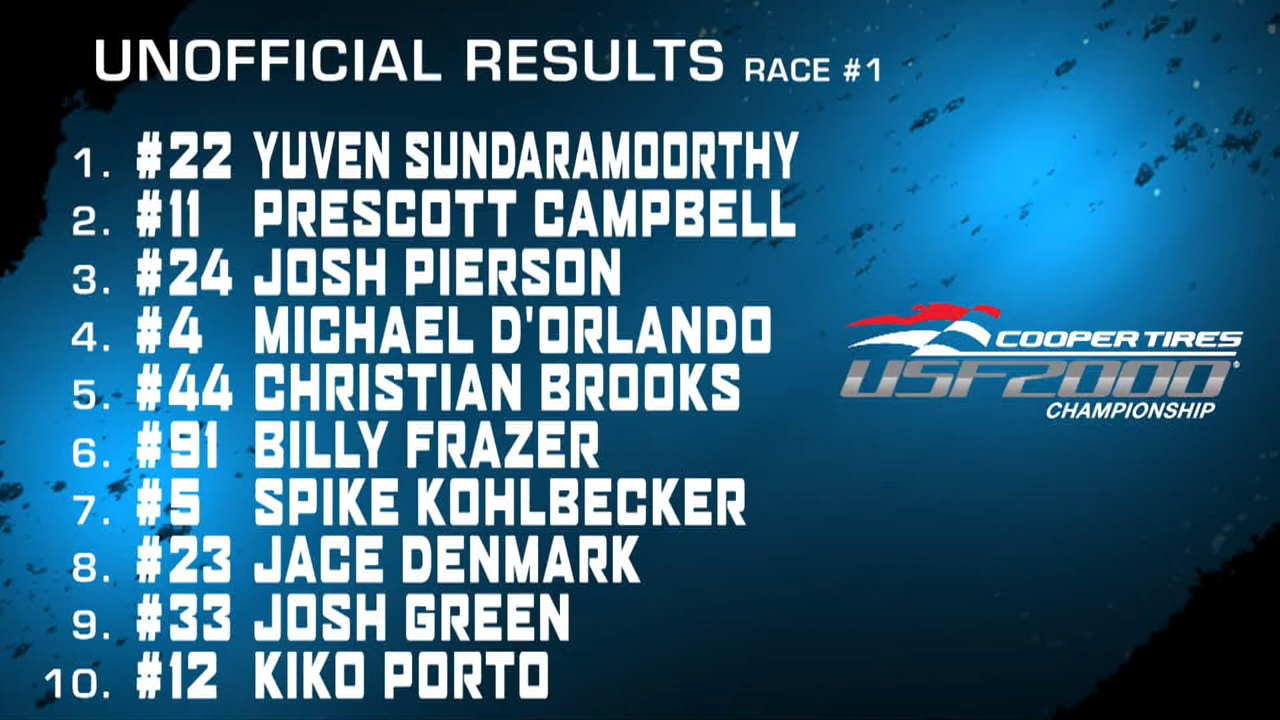 UNOFFICIAL RESULTS RACE #1
1. #22 YUVEN SUNDARAMOORTHY
2. #11 PRESCOTT CAMPBELL
3. #24 JOSH PIERSON
4. #4 MICHAEL D'ORLANDO
5. #44 CHRISTIAN BROOKS
6. #91 BILLY FRAZER
7. #5 SPIKE KOHLBECKER
8. #23 JACE DENMARK
9. #33 JOSH GREEN
10. #12 KIKO PORTO
COOPER TIRES
USF2000®
CHAMPIONSHIP